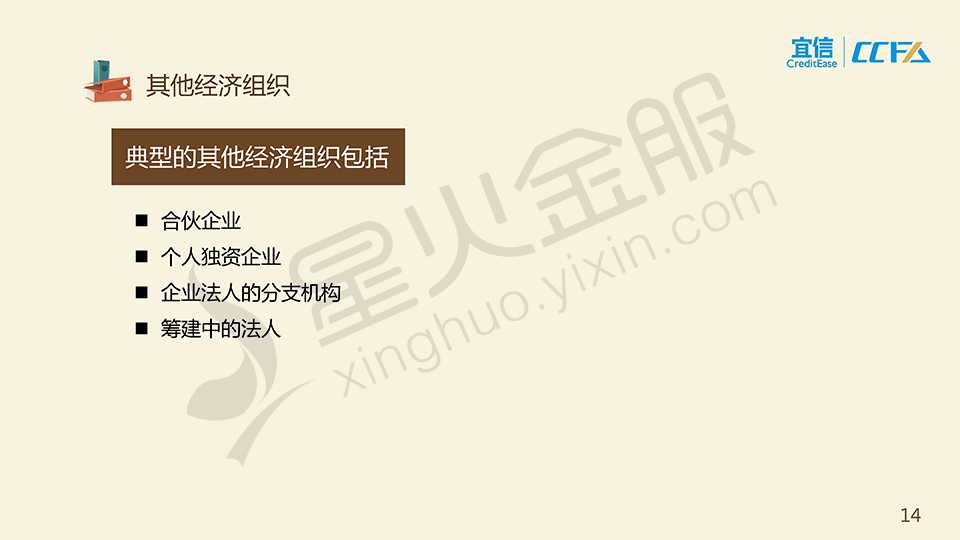 宜信
CreditEase
CCFA
其他经济组织
典型的其他经济组织包括
■ 合伙企业
■ 个人独资企业
■ 企业法人的分支机构
■ 筹建中的法人
星火金服
xinghuo.yixin.com
14